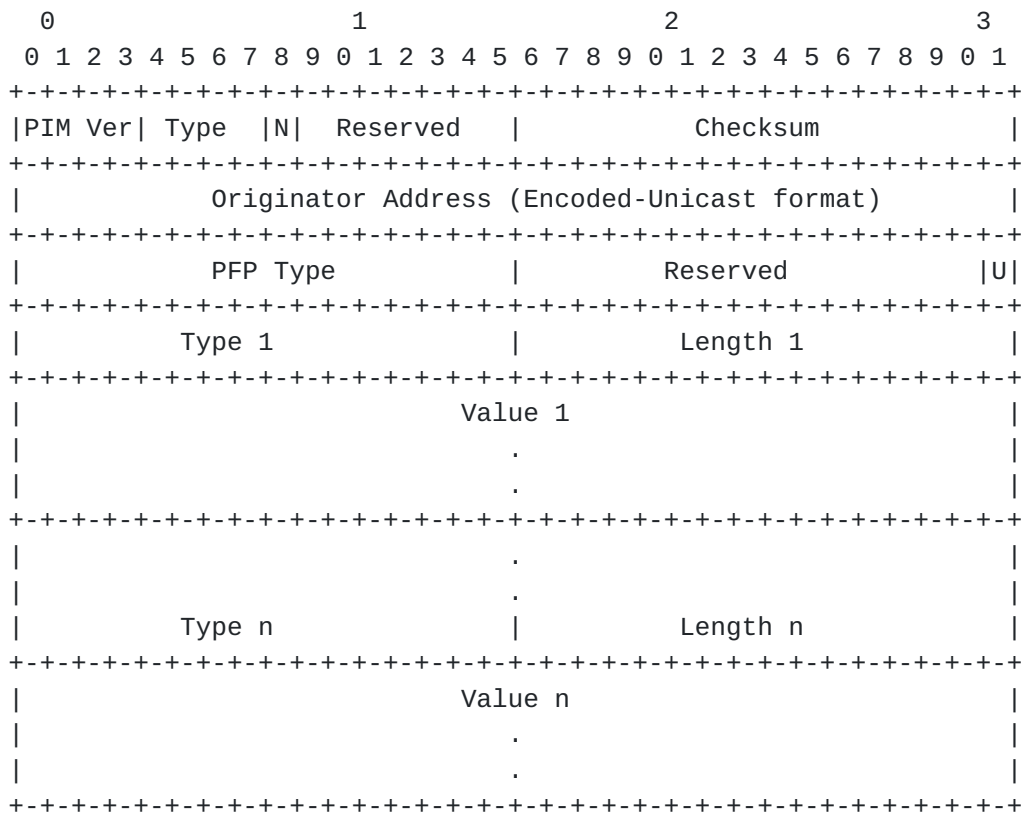 0                   1                   2                   3
 0 1 2 3 4 5 6 7 8 9 0 1 2 3 4 5 6 7 8 9 0 1 2 3 4 5 6 7 8 9 0 1
+-+-+-+-+-+-+-+-+-+-+-+-+-+-+-+-+-+-+-+-+-+-+-+-+-+-+-+-+-+-+-+-+
|PIM Ver| Type  |N|  Reserved   |           Checksum            |
+-+-+-+-+-+-+-+-+-+-+-+-+-+-+-+-+-+-+-+-+-+-+-+-+-+-+-+-+-+-+-+-+
|            Originator Address (Encoded-Unicast format)        |
+-+-+-+-+-+-+-+-+-+-+-+-+-+-+-+-+-+-+-+-+-+-+-+-+-+-+-+-+-+-+-+-+
|            PFP Type           |         Reserved            |U|
+-+-+-+-+-+-+-+-+-+-+-+-+-+-+-+-+-+-+-+-+-+-+-+-+-+-+-+-+-+-+-+-+
|          Type 1               |          Length 1             |
+-+-+-+-+-+-+-+-+-+-+-+-+-+-+-+-+-+-+-+-+-+-+-+-+-+-+-+-+-+-+-+-+
|                            Value 1                            |
|                               .                               |
|                               .                               |
+-+-+-+-+-+-+-+-+-+-+-+-+-+-+-+-+-+-+-+-+-+-+-+-+-+-+-+-+-+-+-+-+
|                               .                               |
|                               .                               |
|          Type n               |          Length n             |
+-+-+-+-+-+-+-+-+-+-+-+-+-+-+-+-+-+-+-+-+-+-+-+-+-+-+-+-+-+-+-+-+
|                            Value n                            |
|                               .                               |
|                               .                               |
+-+-+-+-+-+-+-+-+-+-+-+-+-+-+-+-+-+-+-+-+-+-+-+-+-+-+-+-+-+-+-+-+